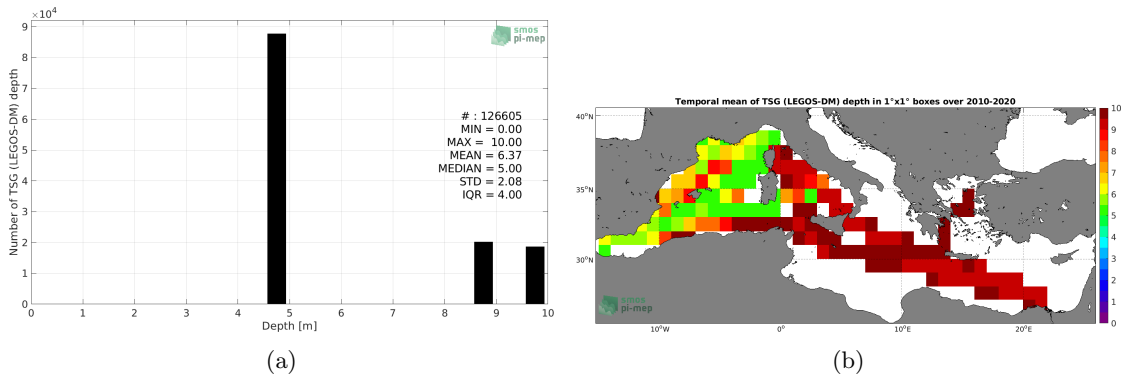 ×10⁴
9
8
7
6
5
4
3
2
1
0
Number of TSG (LEGOS-DM) depth
smos
pi-mep
# : 126605
MIN = 0.00
MAX = 10.00
MEAN = 6.37
MEDIAN = 5.00
STD = 2.08
IQR = 4.00
0 1 2 3 4 5 6 7 8 9 10
Depth [m]
(a)
Temporal mean of TSG (LEGOS-DM) depth in 1°x1° boxes over 2010-2020
40°N
35°N
30°N
10°W 0° 10°E 20°E
smos
pi-mep
10
9
8
7
6
5
4
3
2
1
0
(b)